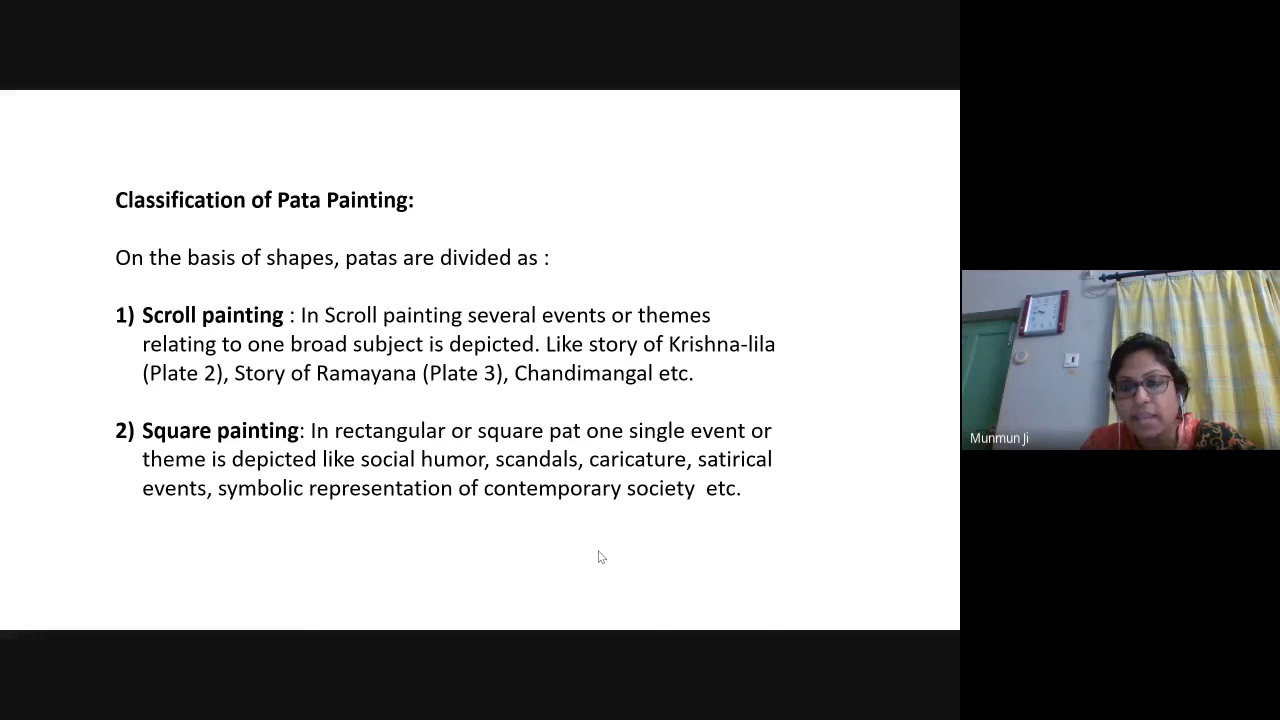 Classification of Pata Painting:
On the basis of shapes, patas are divided as :
1) Scroll painting : In Scroll painting several events or themes
relating to one broad subject is depicted. Like story of Krishna-lila
(Plate 2), Story of Ramayana (Plate 3), Chandimangal etc.
2) Square painting: In rectangular or square pat one single event or
theme is depicted like social humor, scandals, caricature, satirical
events, symbolic representation of contemporary society  etc.
Munmun Ji